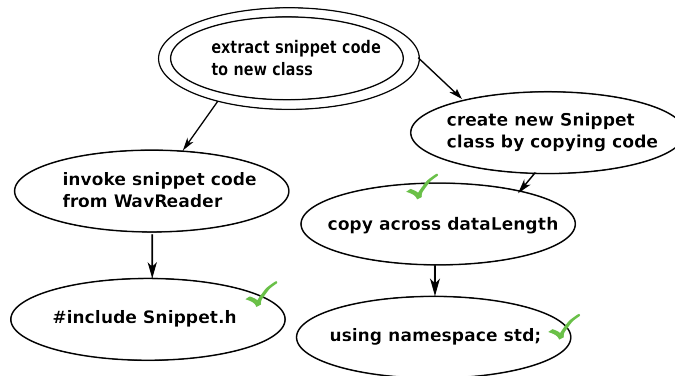 extract snippet code
to new class
create new Snippet
class by copying code
invoke snippet code
from WavReader
copy across dataLength
#include Snippet.h
using namespace std;